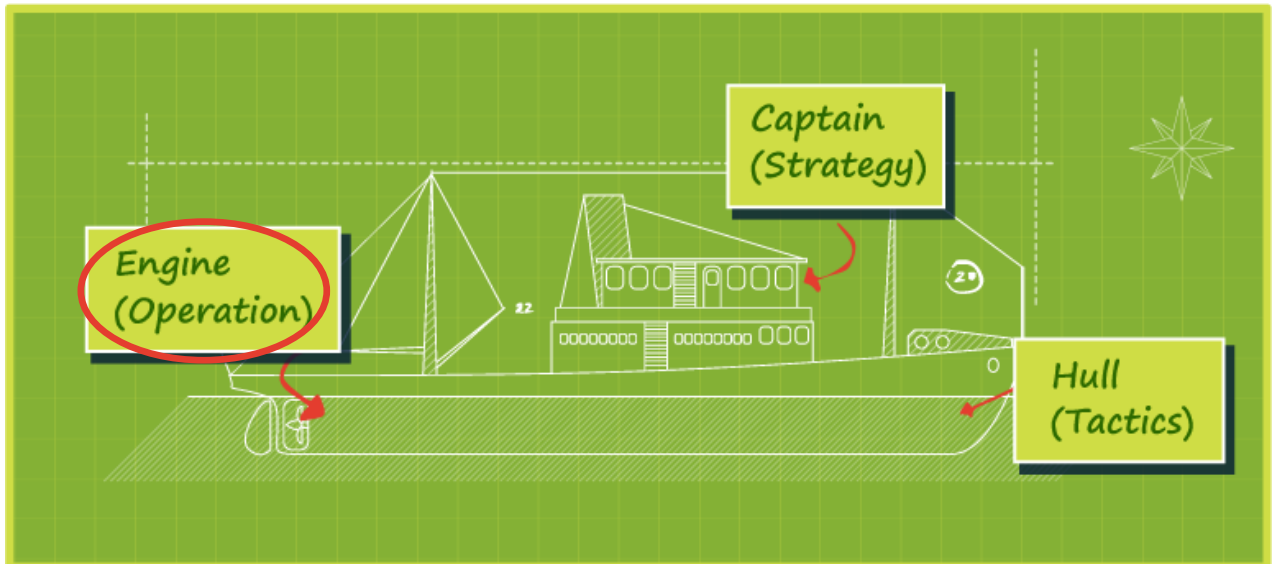 Captain
(Strategy)
Engine
(Operation)
22
Hull
(Tactics)